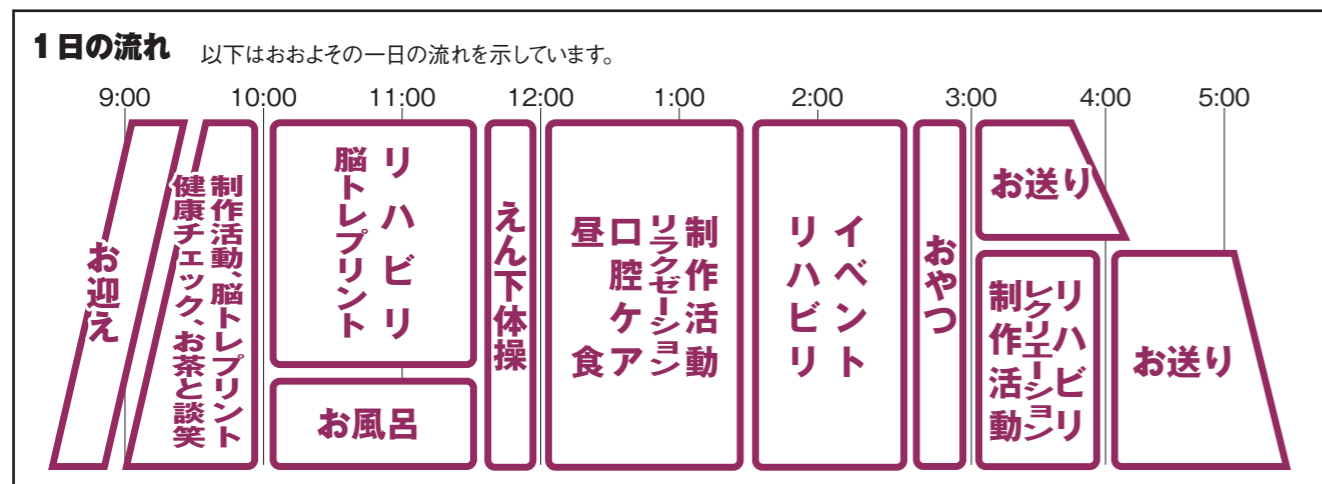 1日の流れ
以下はおおよその一日の流れを示しています。
9:00
10:00
11:00
12:00
1:00
2:00
3:00
4:00
5:00
お迎え
制作活動、脳トレプリント
健康チェック、お茶と談笑
リハビリ
脳トレプリント
お風呂
えん下体操
制作活動
リラクゼーション
口腔ケア
昼食
イベント
リハビリ
おやつ
お送り
リハビリ
レクリエーション
制作活動
お送り